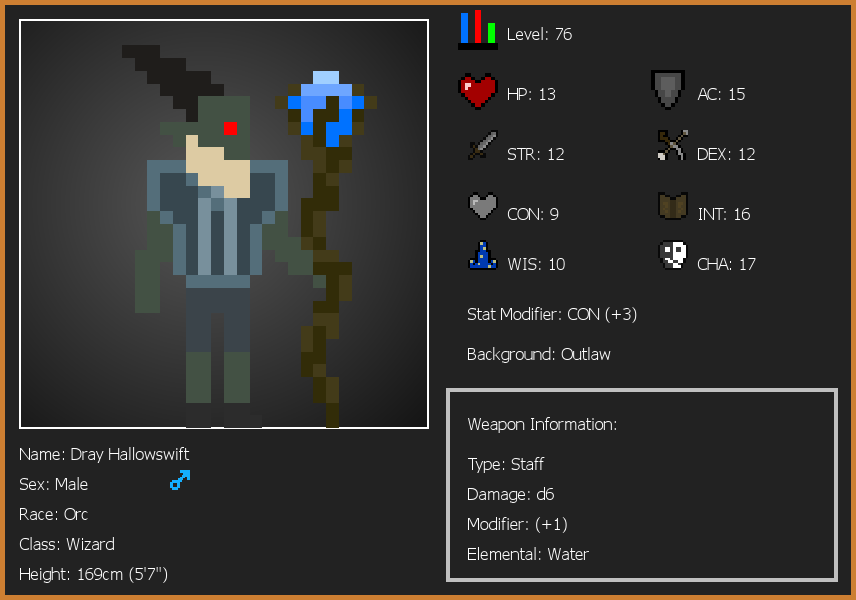 Level: 76
HP: 13
AC: 15
STR: 12
DEX: 12
CON: 9
INT: 16
WIS: 10
CHA: 17
Stat Modifier: CON (+3)
Background: Outlaw
Weapon Information:
Type: Staff
Damage: d6
Modifier: (+1)
Elemental: Water
Name: Dray Hallowswift
Sex: Male
Race: Orc
Class: Wizard
Height: 169cm (5'7")